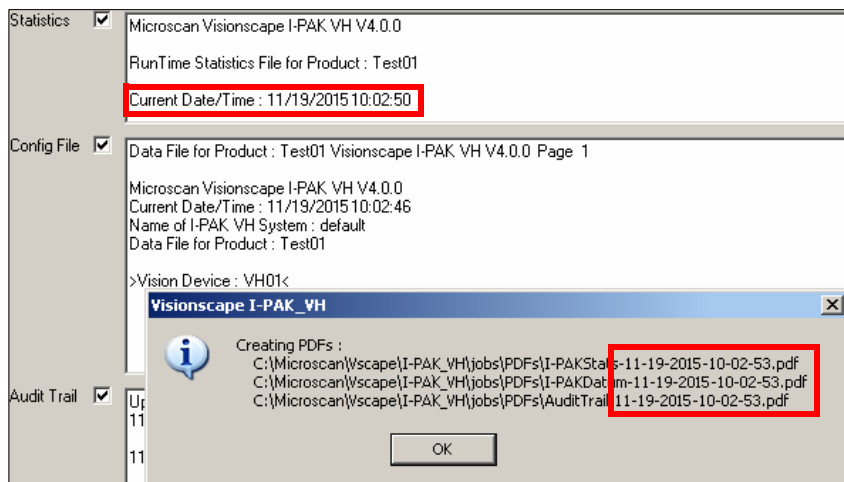 Statistics
Microscan Visionscape I-PAK VH V4.0.0
RunTime Statistics File for Product : Test01
Current Date/Time : 11/19/2015 10:02:50
Config File
Data File for Product : Test01 Visionscape I-PAK VH V4.0.0 Page 1
Microscan Visionscape I-PAK VH V4.0.0
Current Date/Time : 11/19/2015 10:02:46
Name of I-PAK VH System : default
Data File for Product : Test01
>Vision Device : VH01<
Visionscape I-PAK_VH
Creating PDFs :
C:\Microscan\Vscape\I-PAK_VH\jobs\PDFs\I-PAKStats-11-19-2015-10-02-53.pdf
C:\Microscan\Vscape\I-PAK_VH\jobs\PDFs\I-PAKDatum-11-19-2015-10-02-53.pdf
C:\Microscan\Vscape\I-PAK_VH\jobs\PDFs\AuditTrail-11-19-2015-10-02-53.pdf
Audit Trail
11
11
OK